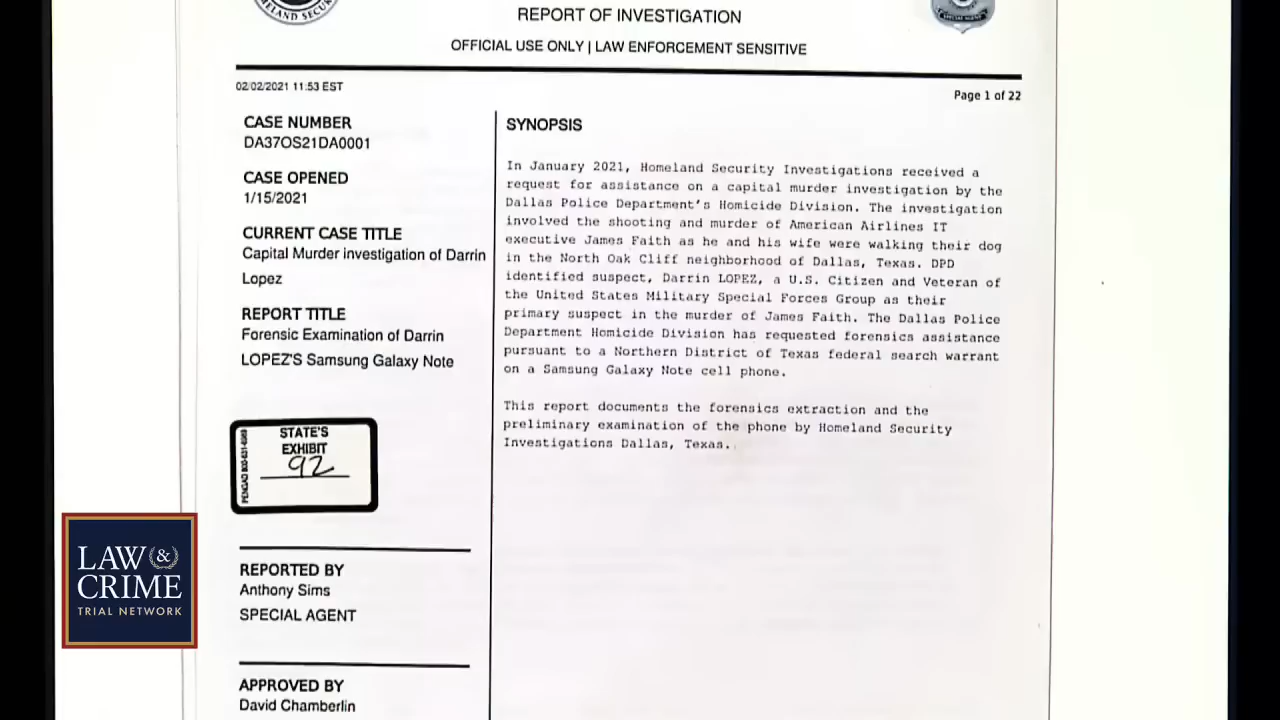 HOMELAND SECURI
SPECIAL AGENT
REPORT OF INVESTIGATION
OFFICIAL USE ONLY | LAW ENFORCEMENT SENSITIVE
02/02/2021 11:53 EST
Page 1 of 22
CASE NUMBER
DA37OS21DA0001
CASE OPENED
1/15/2021
CURRENT CASE TITLE
Capital Murder investigation of Darrin
Lopez
REPORT TITLE
Forensic Examination of Darrin
LOPEZ'S Samsung Galaxy Note
STATE'S
EXHIBIT
92
PENGAD 800-631-6989
REPORTED BY
Anthony Sims
SPECIAL AGENT
APPROVED BY
David Chamberlin
SYNOPSIS
In January 2021, Homeland Security Investigations received a
request for assistance on a capital murder investigation by the
Dallas Police Department's Homicide Division. The investigation
involved the shooting and murder of American Airlines IT
executive James Faith as he and his wife were walking their dog
in the North Oak Cliff neighborhood of Dallas, Texas. DPD
identified suspect, Darrin LOPEZ, a U.S. Citizen and Veteran of
the United States Military Special Forces Group as their
primary suspect in the murder of James Faith. The Dallas Police
Department Homicide Division has requested forensics assistance
pursuant to a Northern District of Texas federal search warrant
on a Samsung Galaxy Note cell phone.
This report documents the forensics extraction and the
preliminary examination of the phone by Homeland Security
Investigations Dallas, Texas.
LAW &
CRIME
TRIAL NETWORK